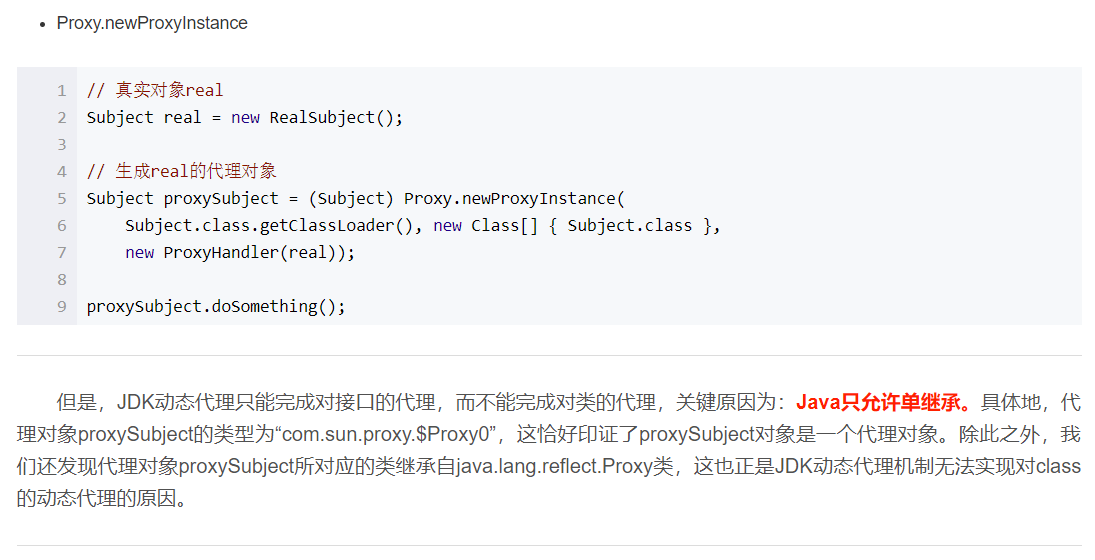 • Proxy.newProxyInstance
1 // 真实对象real
2 Subject real = new RealSubject();
3
4 // 生成real的代理对象
5 Subject proxySubject = (Subject) Proxy.newProxyInstance(
6     Subject.class.getClassLoader(), new Class[] { Subject.class },
7     new ProxyHandler(real));
8
9 proxySubject.doSomething();
但是，JDK动态代理只能完成对接口的代理，而不能完成对类的代理，关键原因为：Java只允许单继承。具体地，代
理对象proxySubject的类型为“com.sun.proxy.$Proxy0”，这恰好印证了proxySubject对象是一个代理对象。除此之外，我
们还发现代理对象proxySubject所对应的类继承自java.lang.reflect.Proxy类，这也正是JDK动态代理机制无法实现对class
的动态代理的原因。